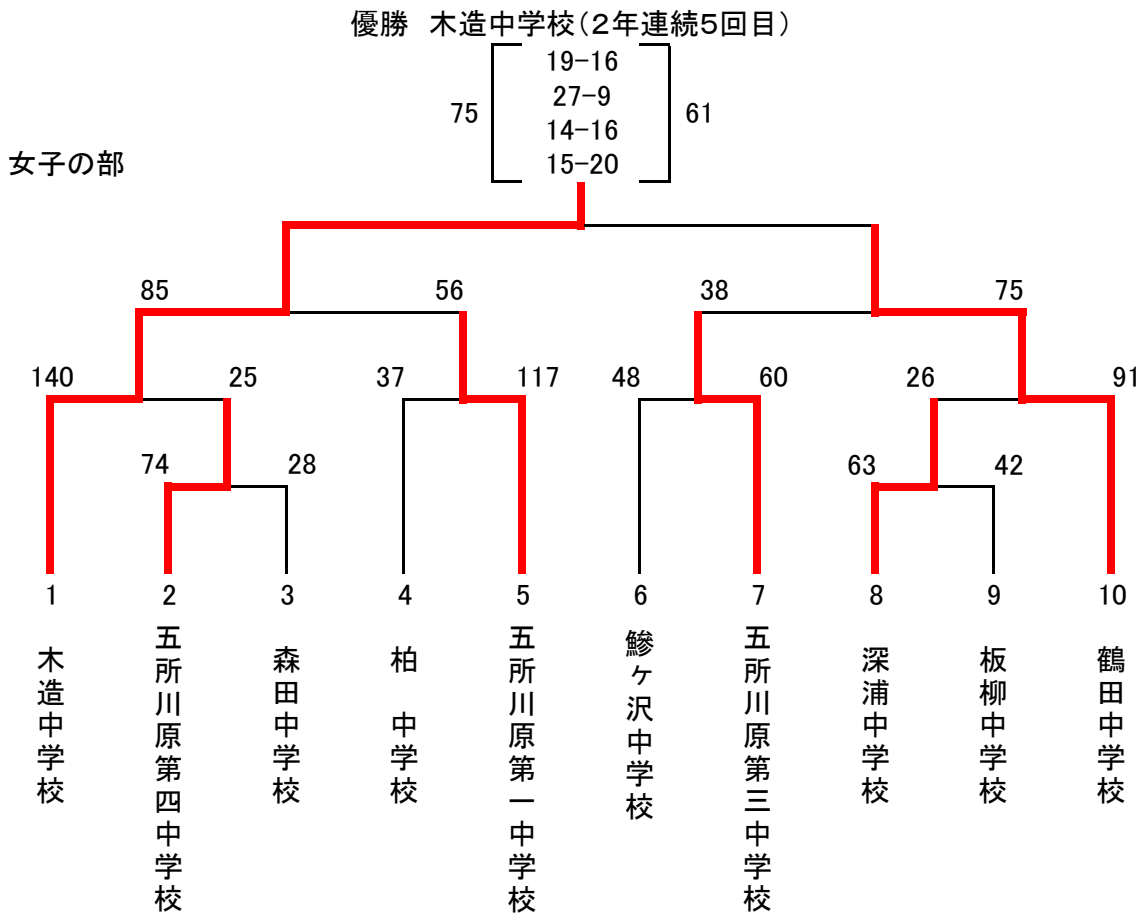 優勝 木造中学校(2年連続5回目)
19-16
75
27-9
61
14-16
女子の部
15-20
85
56
38
75
140
25
37
117
48
60
26
91
74
28
63
42
1
2
3
4
5
6
7
8
9
10
木造中学校
五所川原第四中学校
森田中学校
柏 中学校
五所川原第一中学校
鰺ヶ沢中学校
五所川原第三中学校
深浦中学校
板柳中学校
鶴田中学校